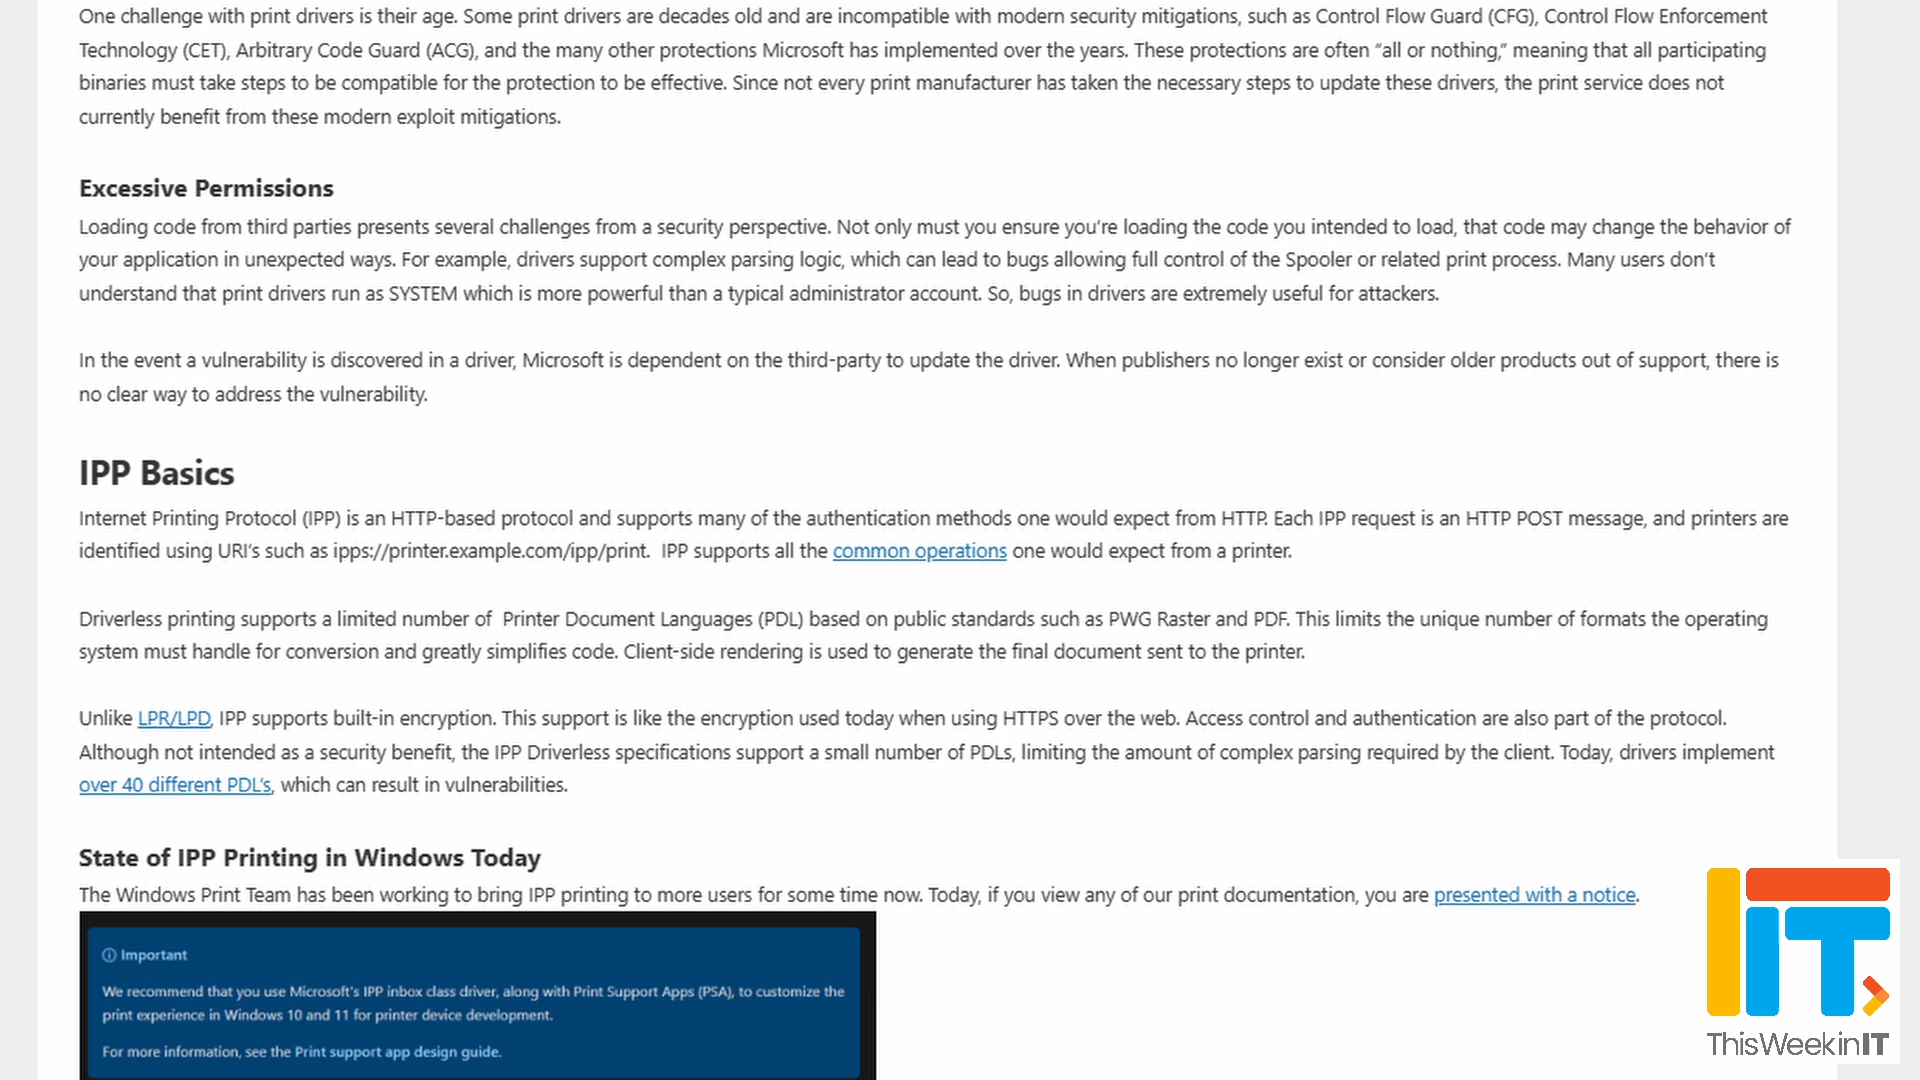 One challenge with print drivers is their age. Some print drivers are decades old and are incompatible with modern security mitigations, such as Control Flow Guard (CFG), Control Flow Enforcement
Technology (CET), Arbitrary Code Guard (ACG), and the many other protections Microsoft has implemented over the years. These protections are often “all or nothing,” meaning that all participating
binaries must take steps to be compatible for the protection to be effective. Since not every print manufacturer has taken the necessary steps to update these drivers, the print service does not
currently benefit from these modern exploit mitigations.
Excessive Permissions
Loading code from third parties presents several challenges from a security perspective. Not only must you ensure you’re loading the code you intended to load, that code may change the behavior of
your application in unexpected ways. For example, drivers support complex parsing logic, which can lead to bugs allowing full control of the Spooler or related print process. Many users don’t
understand that print drivers run as SYSTEM which is more powerful than a typical administrator account. So, bugs in drivers are extremely useful for attackers.
In the event a vulnerability is discovered in a driver, Microsoft is dependent on the third-party to update the driver. When publishers no longer exist or consider older products out of support, there is
no clear way to address the vulnerability.
IPP Basics
Internet Printing Protocol (IPP) is an HTTP-based protocol and supports many of the authentication methods one would expect from HTTP. Each IPP request is an HTTP POST message, and printers are
identified using URI’s such as ipps://printer.example.com/ipp/print.  IPP supports all the common operations one would expect from a printer.
Driverless printing supports a limited number of  Printer Document Languages (PDL) based on public standards such as PWG Raster and PDF. This limits the unique number of formats the operating
system must handle for conversion and greatly simplifies code. Client-side rendering is used to generate the final document sent to the printer.
Unlike LPR/LPD, IPP supports built-in encryption. This support is like the encryption used today when using HTTPS over the web. Access control and authentication are also part of the protocol.
Although not intended as a security benefit, the IPP Driverless specifications support a small number of PDLs, limiting the amount of complex parsing required by the client. Today, drivers implement
over 40 different PDL’s, which can result in vulnerabilities.
State of IPP Printing in Windows Today
The Windows Print Team has been working to bring IPP printing to more users for some time now. Today, if you view any of our print documentation, you are presented with a notice.
Important
We recommend that you use Microsoft's IPP inbox class driver, along with Print Support Apps (PSA), to customize the
print experience in Windows 10 and 11 for printer device development.
For more information, see the Print support app design guide.
IT
ThisWeekinIT